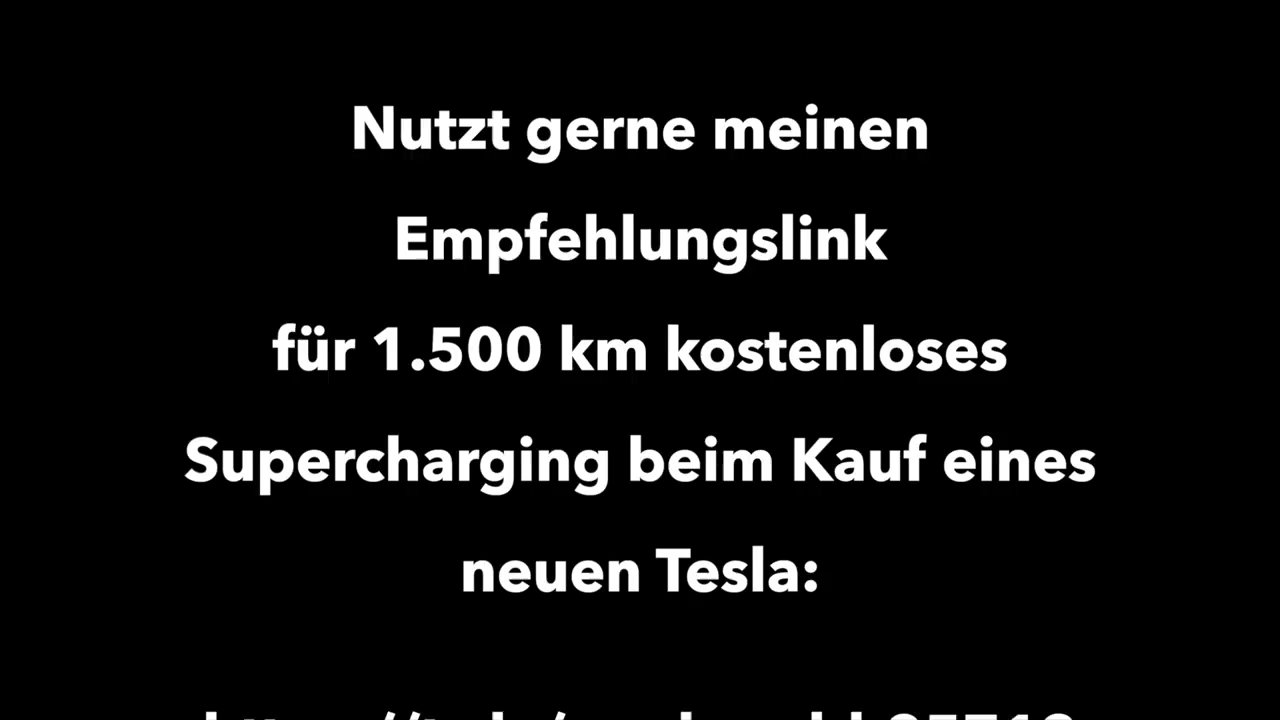 Nutzt gerne meinen
Empfehlungslink
für 1.500 km kostenloses
Supercharging beim Kauf eines
neuen Tesla: